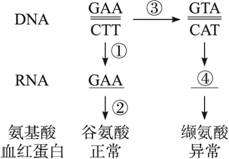 DNA GAA ③ GTA
CTT CAT
① 
RNA GAA ④
②
氨基酸 谷氨酸 缬氨酸
血红蛋白 正常 异常